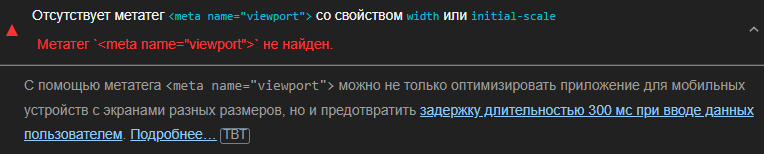 Отсутствует метатег <meta name="viewport"> со свойством width или initial-scale
Метатег `<meta name="viewport">` не найден.
С помощью метатега <meta name="viewport"> можно не только оптимизировать приложение для мобильных
устройств с экранами разных размеров, но и предотвратить задержку длительностью 300 мс при вводе данных
пользователем. Подробнее… TBT